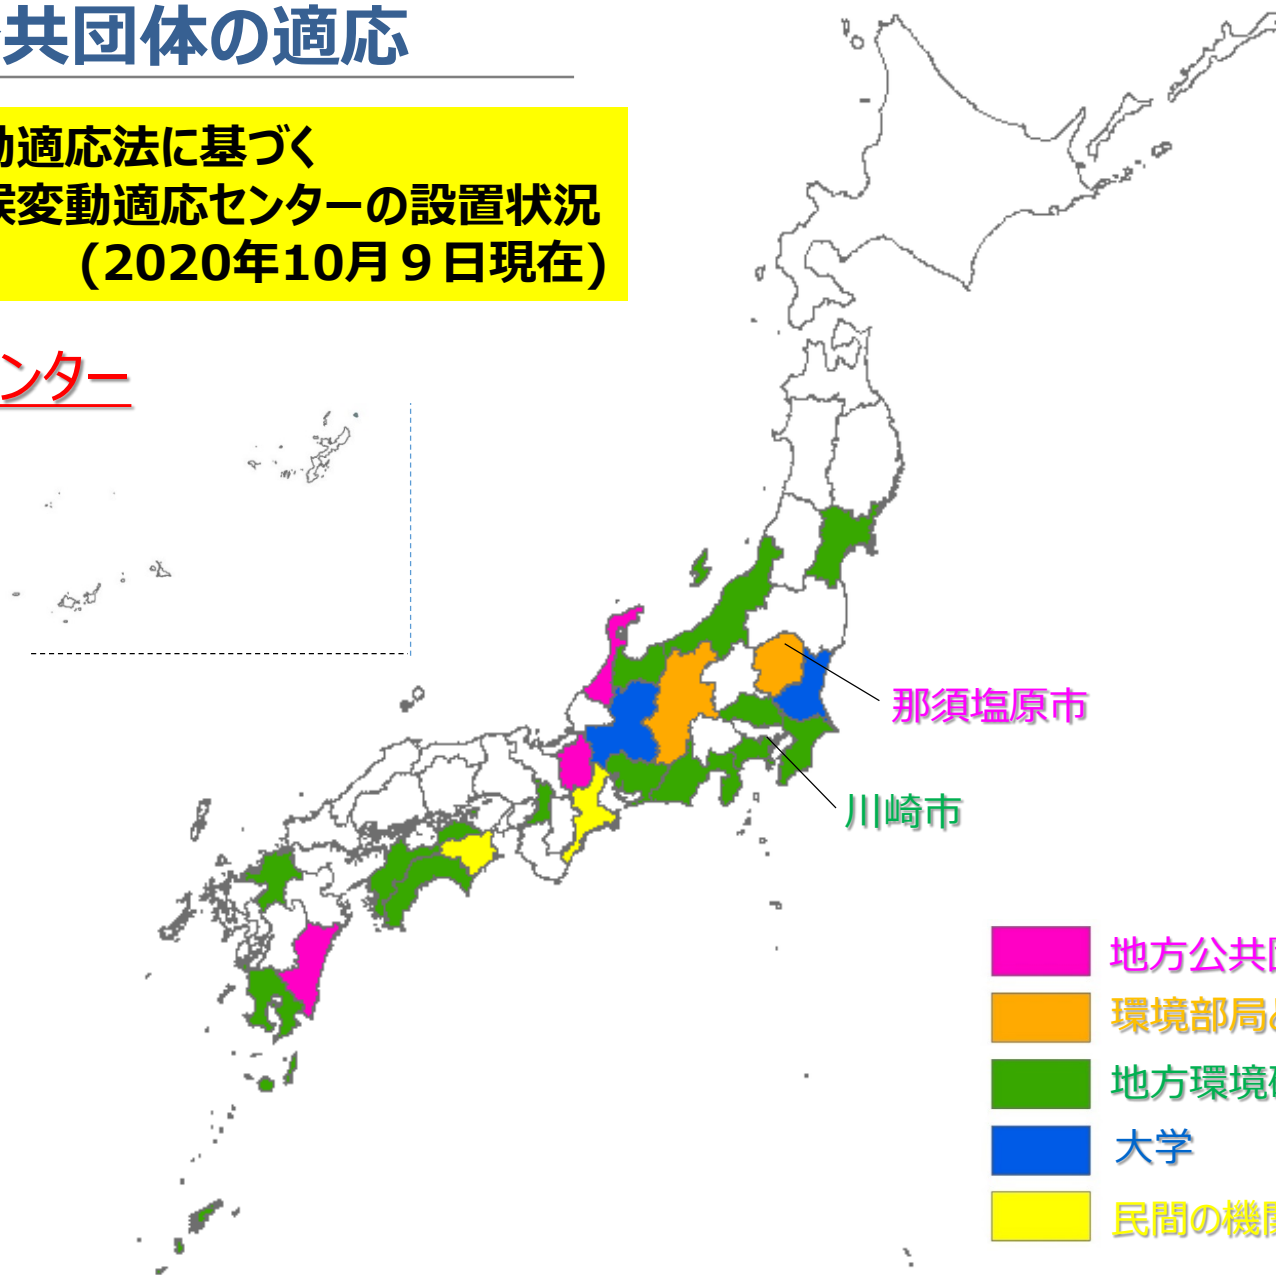 共団体の適応
動適応法に基づく
候変動適応センターの設置状況
(2020年10月９日現在)
ンター
那須塩原市
川崎市
地方公共団
環境部局
地方環境研
大学
民間の機関